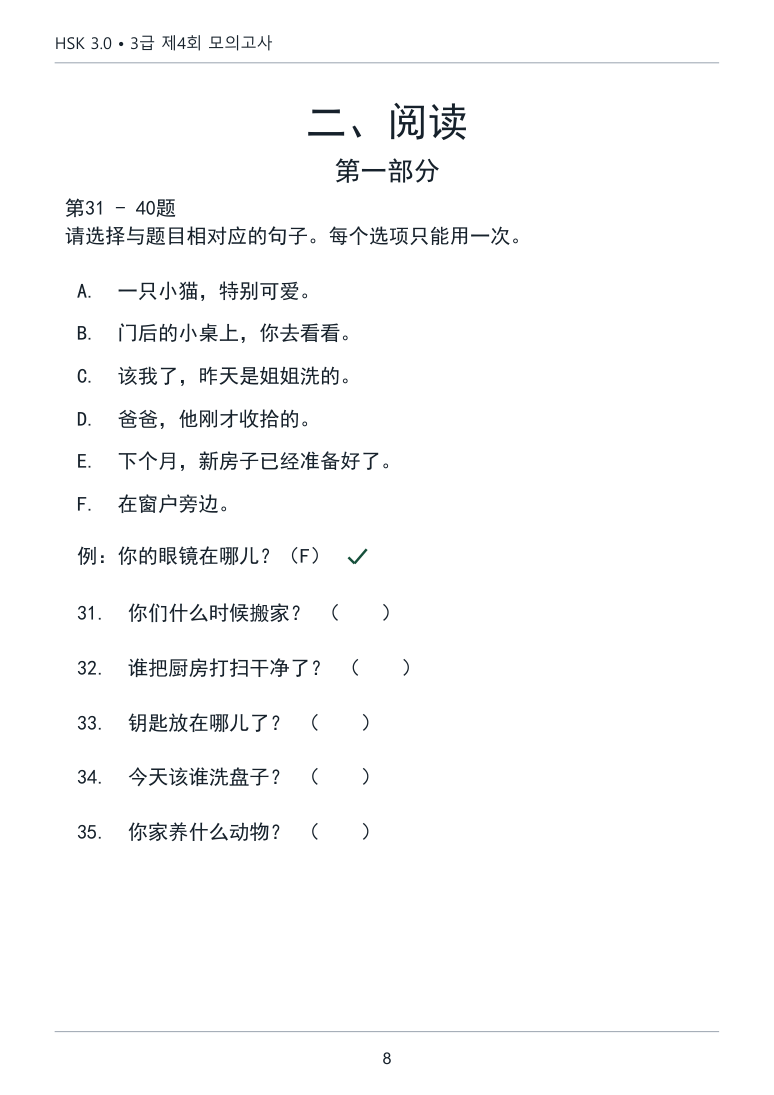 HSK 3.0 • 3급 제4회 모의고사
二、阅读
第一部分
第31 - 40题
请选择与题目相对应的句子。每个选项只能用一次。
A. 一只小猫，特别可爱。
B. 门后的小桌上，你去看看。
C. 该我了，昨天是姐姐洗的。
D. 爸爸，他刚才收拾的。
E. 下个月，新房子已经准备好了。
F. 在窗户旁边。
例：你的眼镜在哪儿？（F） ✓
31. 你们什么时候搬家？（　　）
32. 谁把厨房打扫干净了？（　　）
33. 钥匙放在哪儿了？（　　）
34. 今天该谁洗盘子？（　　）
35. 你家养什么动物？（　　）
8